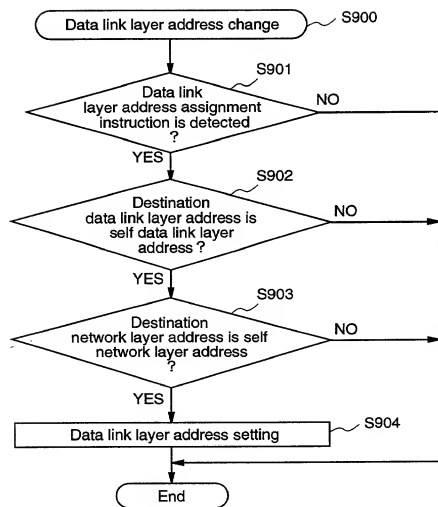 Data link layer address change
S900
S901
Data link
layer address assignment
instruction is detected
?
NO
YES
S902
Destination
data link layer address is
self data link layer
address ?
NO
YES
S903
Destination
network layer address is self
network layer address
?
NO
YES
S904
Data link layer address setting
End